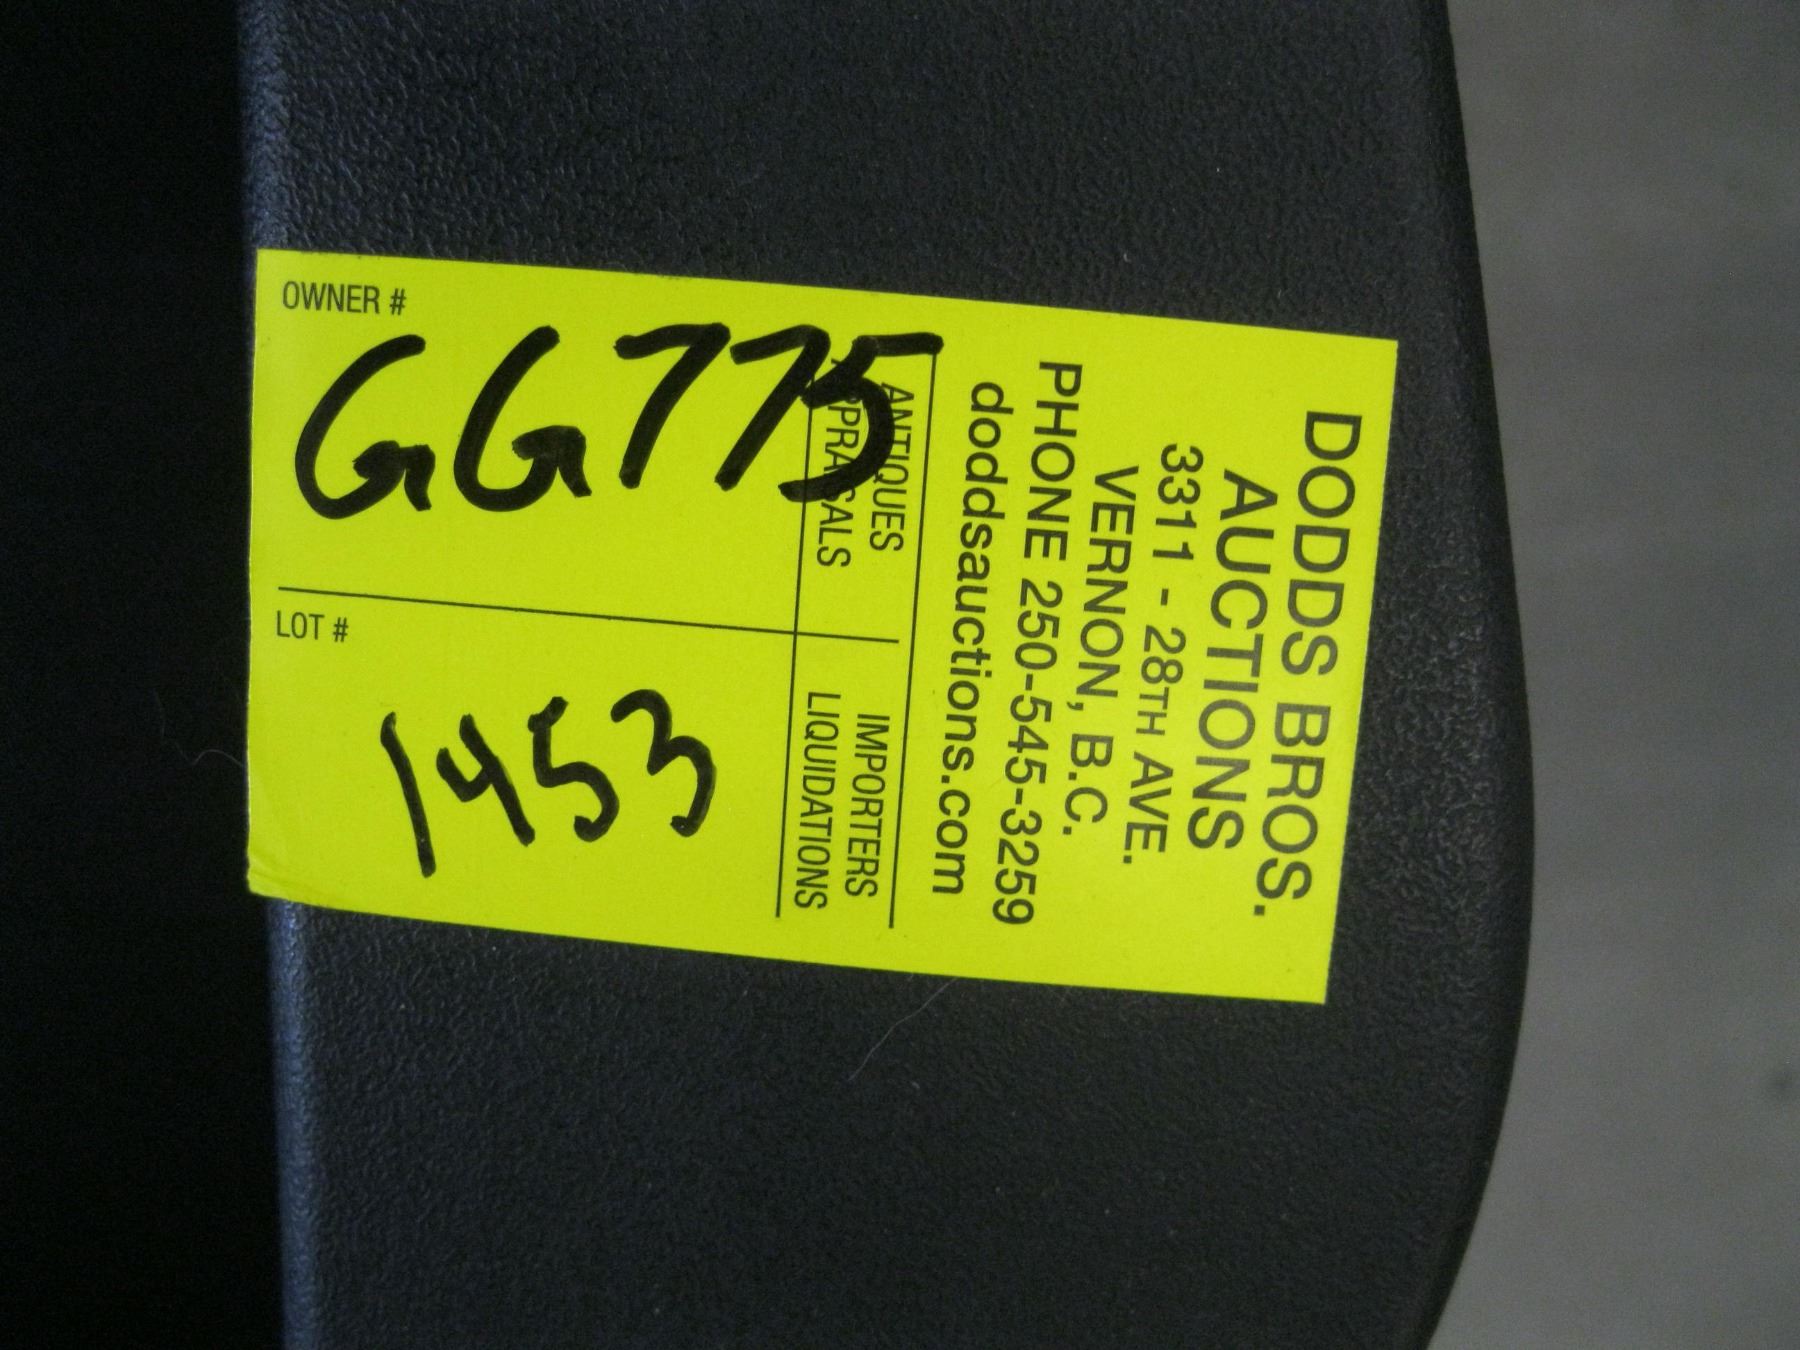 DODDS BROS.
AUCTIONS
3311 - 28TH AVE.
VERNON, B.C.
PHONE 250-545-3259
doddsauctions.com
ANTIQUES
APPRAISALS
IMPORTERS
LIQUIDATIONS
OWNER #
GG775
LOT #
1453